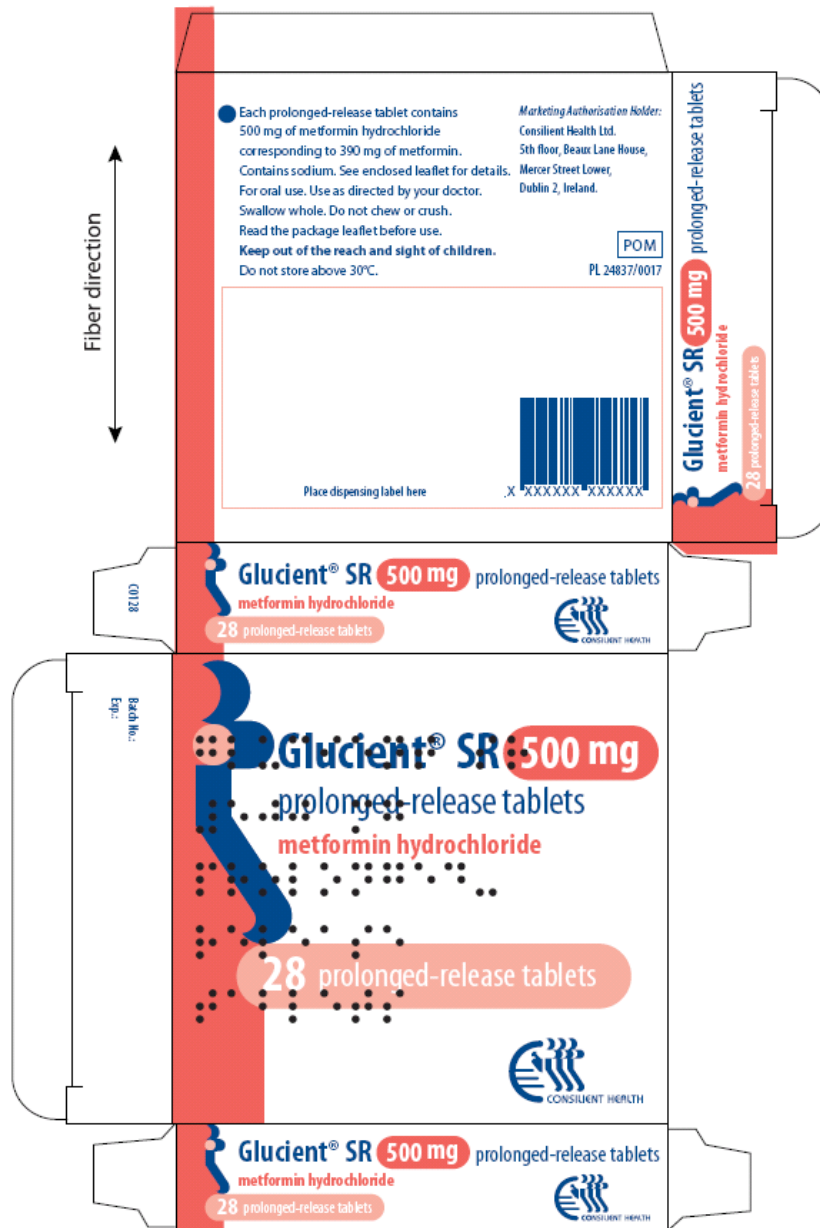 Fiber direction
Each prolonged-release tablet contains
500 mg of metformin hydrochloride
corresponding to 390 mg of metformin.
Contains sodium. See enclosed leaflet for details.
For oral use. Use as directed by your doctor.
Swallow whole. Do not chew or crush.
Read the package leaflet before use.
Keep out of the reach and sight of children.
Do not store above 30°C.
Marketing Authorisation Holder:
Consilient Health Ltd.
5th floor, Beaux Lane House,
Mercer Street Lower,
Dublin 2, Ireland.
POM
PL 24837/0017
Place dispensing label here
X XXXXXX XXXXXX
Glucient® SR 500 mg prolonged-release tablets
metformin hydrochloride
28 prolonged-release tablets
C0128
Glucient® SR 500 mg prolonged-release tablets
metformin hydrochloride
28 prolonged-release tablets
CONSILIENT HEALTH
Batch No.:
Exp.:
Glucient® SR 500 mg
prolonged-release tablets
metformin hydrochloride
28 prolonged-release tablets
CONSILIENT HEALTH
Glucient® SR 500 mg prolonged-release tablets
metformin hydrochloride
28 prolonged-release tablets
CONSILIENT HEALTH